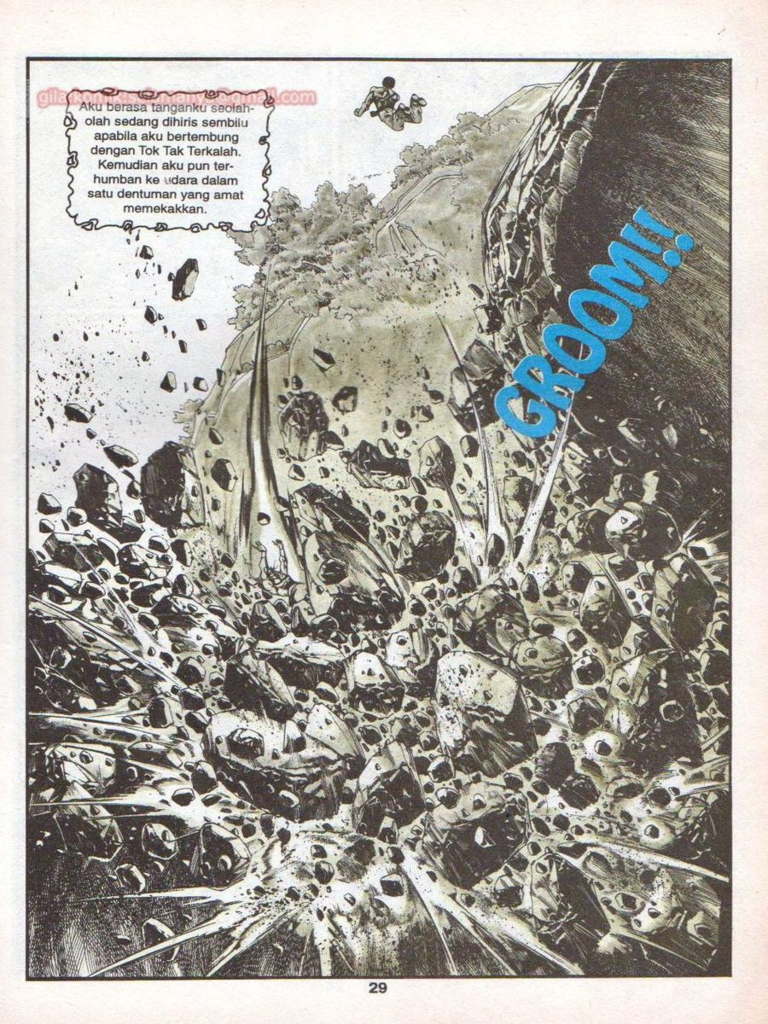 Aku berasa tanganku seolah-
olah sedang dihiris sembilu
apabila aku bertembung
dengan Tok Tak Terkalah.
Kemudian aku pun ter-
humban ke udara dalam
satu dentuman yang amat
memekakkan.
GROOM!!
29